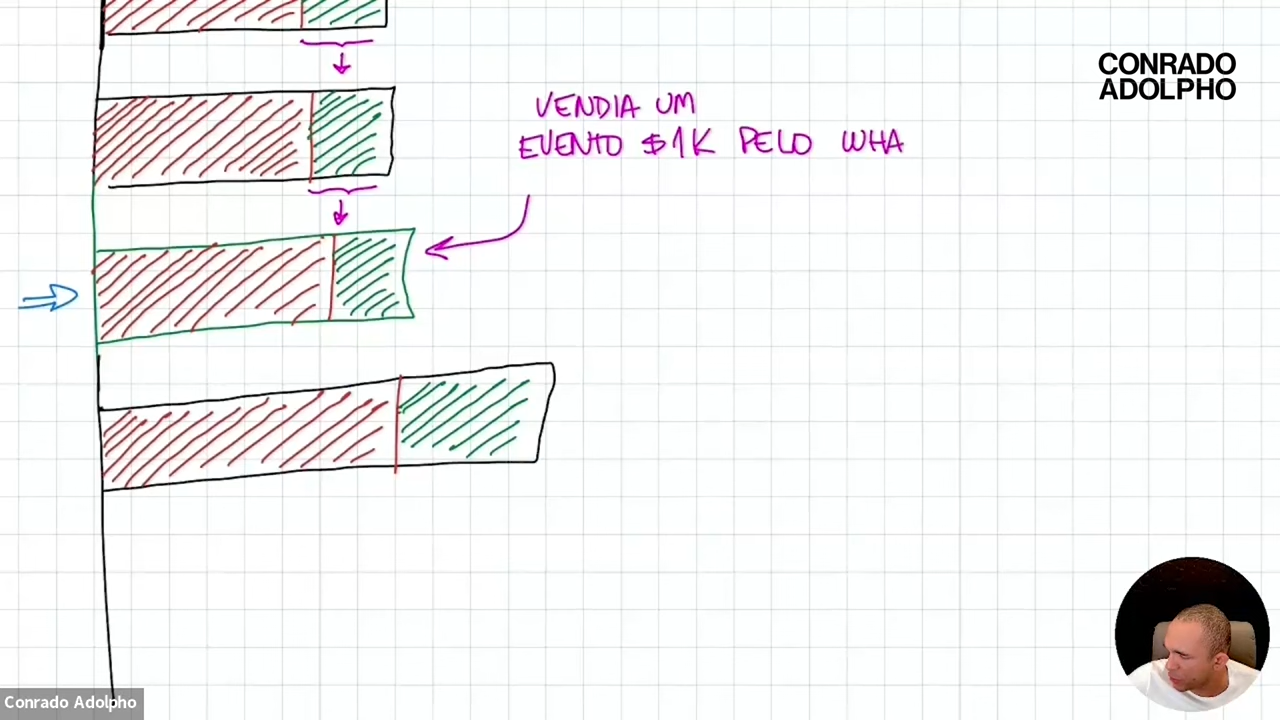 CONRADO
ADOLPHO
VENDIA UM
EVENTO $1K PELO WHA
Conrado Adolpho